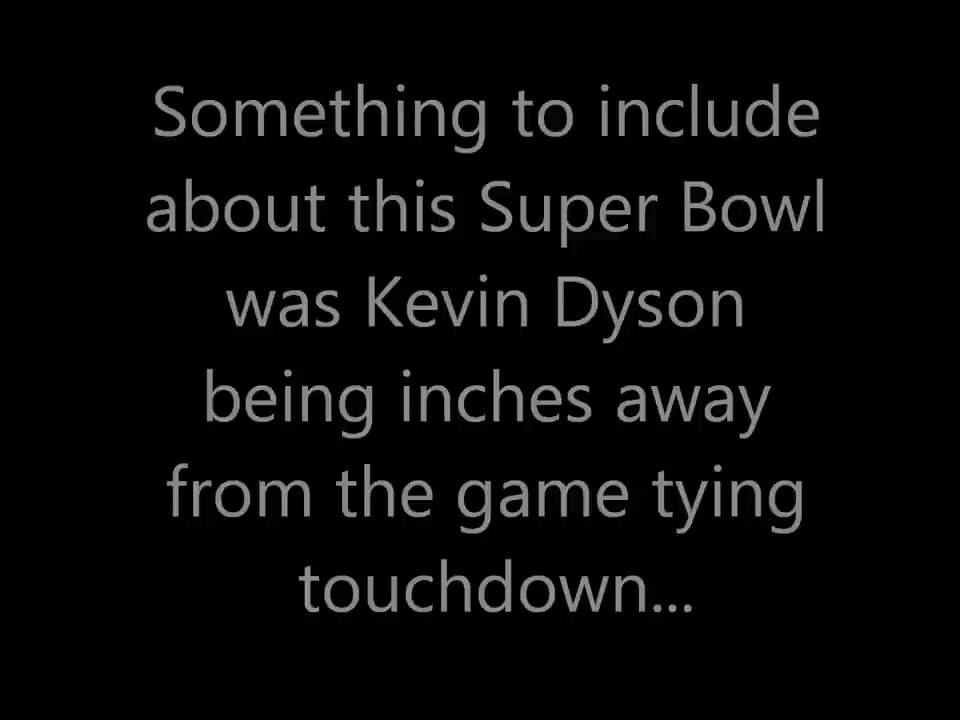 Something to include
about this Super Bowl
was Kevin Dyson
being inches away
from the game tying
touchdown...